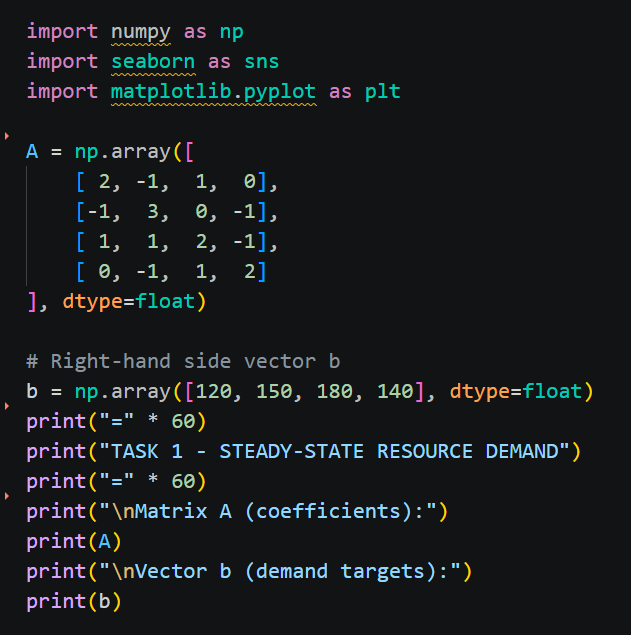 import numpy as np
import seaborn as sns
import matplotlib.pyplot as plt

A = np.array([
    [ 2, -1,  1,  0],
    [-1,  3,  0, -1],
    [ 1,  1,  2, -1],
    [ 0, -1,  1,  2]
], dtype=float)

# Right-hand side vector b
b = np.array([120, 150, 180, 140], dtype=float)
print("=" * 60)
print("TASK 1 - STEADY-STATE RESOURCE DEMAND")
print("=" * 60)
print("\nMatrix A (coefficients):")
print(A)
print("\nVector b (demand targets):")
print(b)